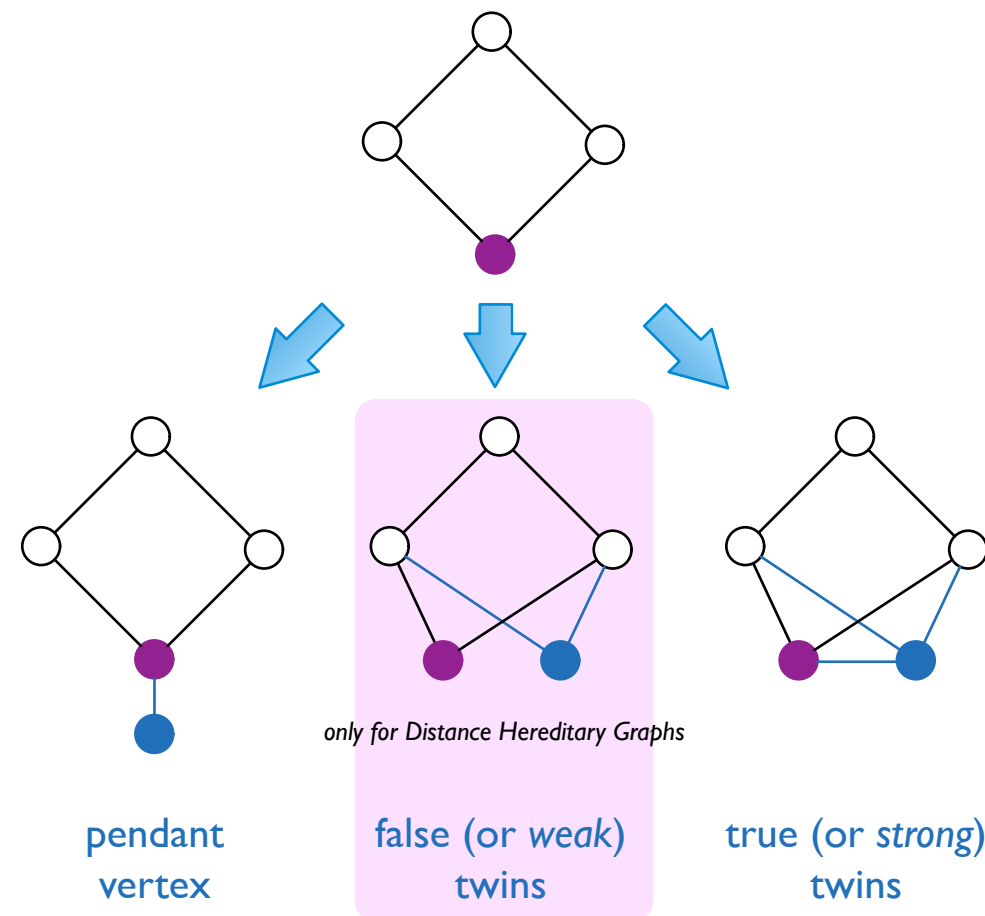 only for Distance Hereditary Graphs
pendant
vertex
false (or weak)
twins
true (or strong)
twins